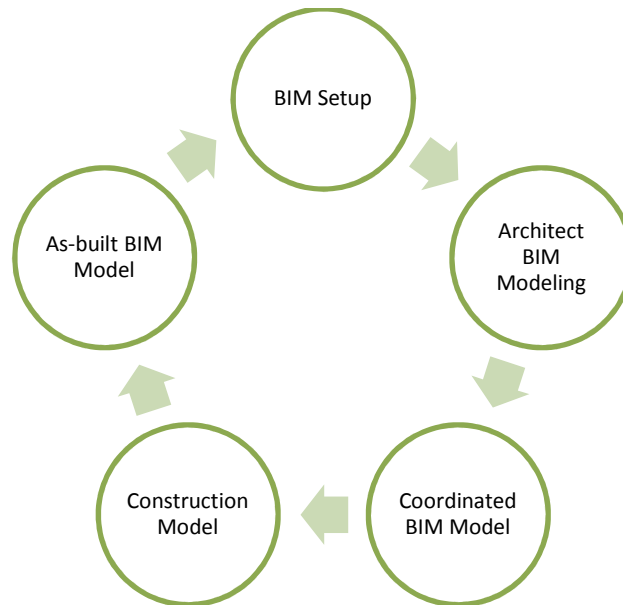 BIM Setup
Architect
BIM
Modeling
Coordinated
BIM Model
Construction
Model
As-built BIM
Model